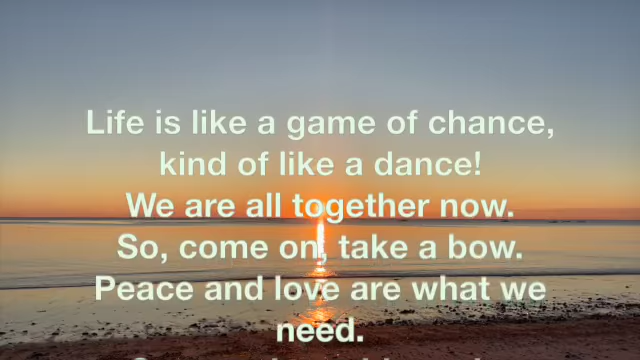 Life is like a game of chance,
kind of like a dance!
We are all together now.
So, come on, take a bow.
Peace and love are what we
need.